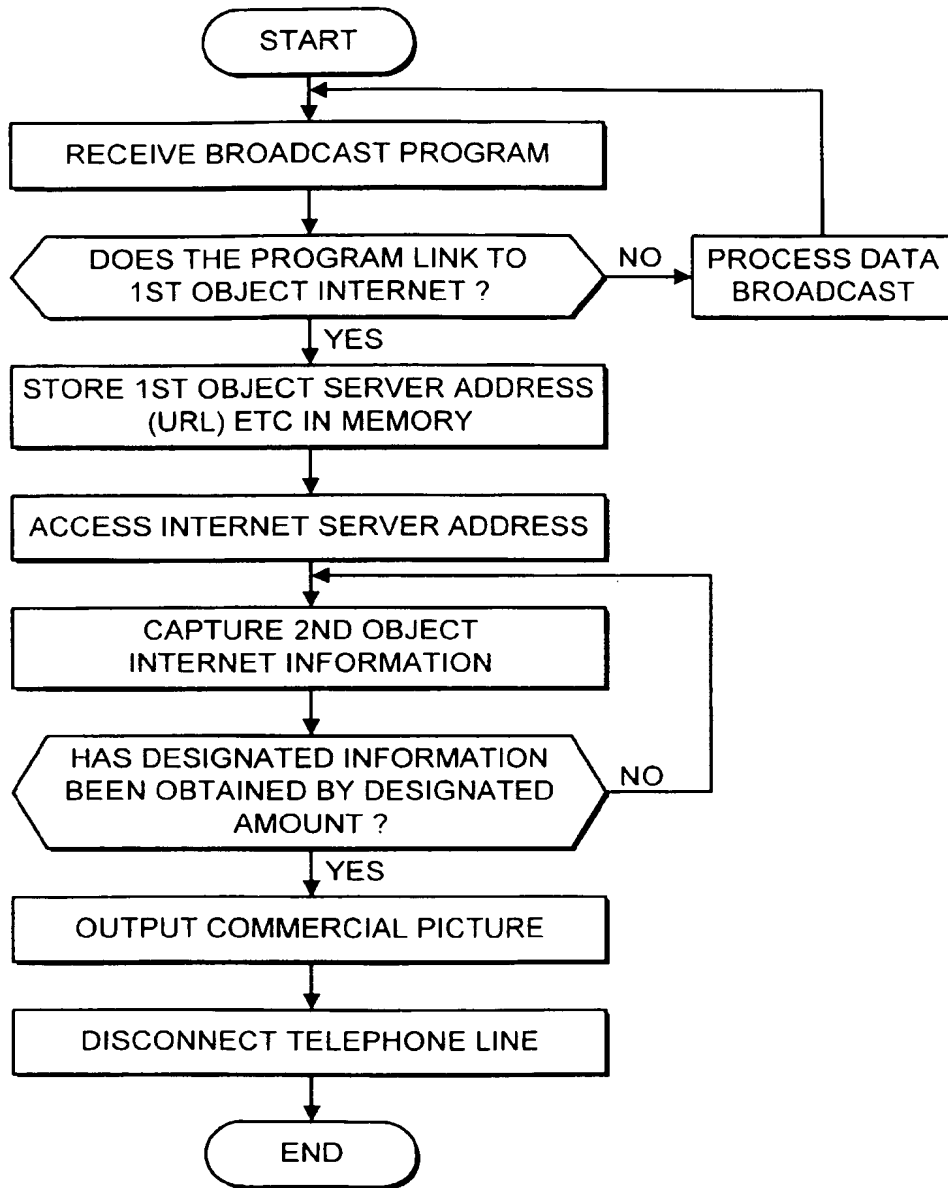 START
RECEIVE BROADCAST PROGRAM
DOES THE PROGRAM LINK TO
1ST OBJECT INTERNET ?
NO
PROCESS DATA
BROADCAST
YES
STORE 1ST OBJECT SERVER ADDRESS
(URL) ETC IN MEMORY
ACCESS INTERNET SERVER ADDRESS
CAPTURE 2ND OBJECT
INTERNET INFORMATION
HAS DESIGNATED INFORMATION
BEEN OBTAINED BY DESIGNATED
AMOUNT ?
NO
YES
OUTPUT COMMERCIAL PICTURE
DISCONNECT TELEPHONE LINE
END